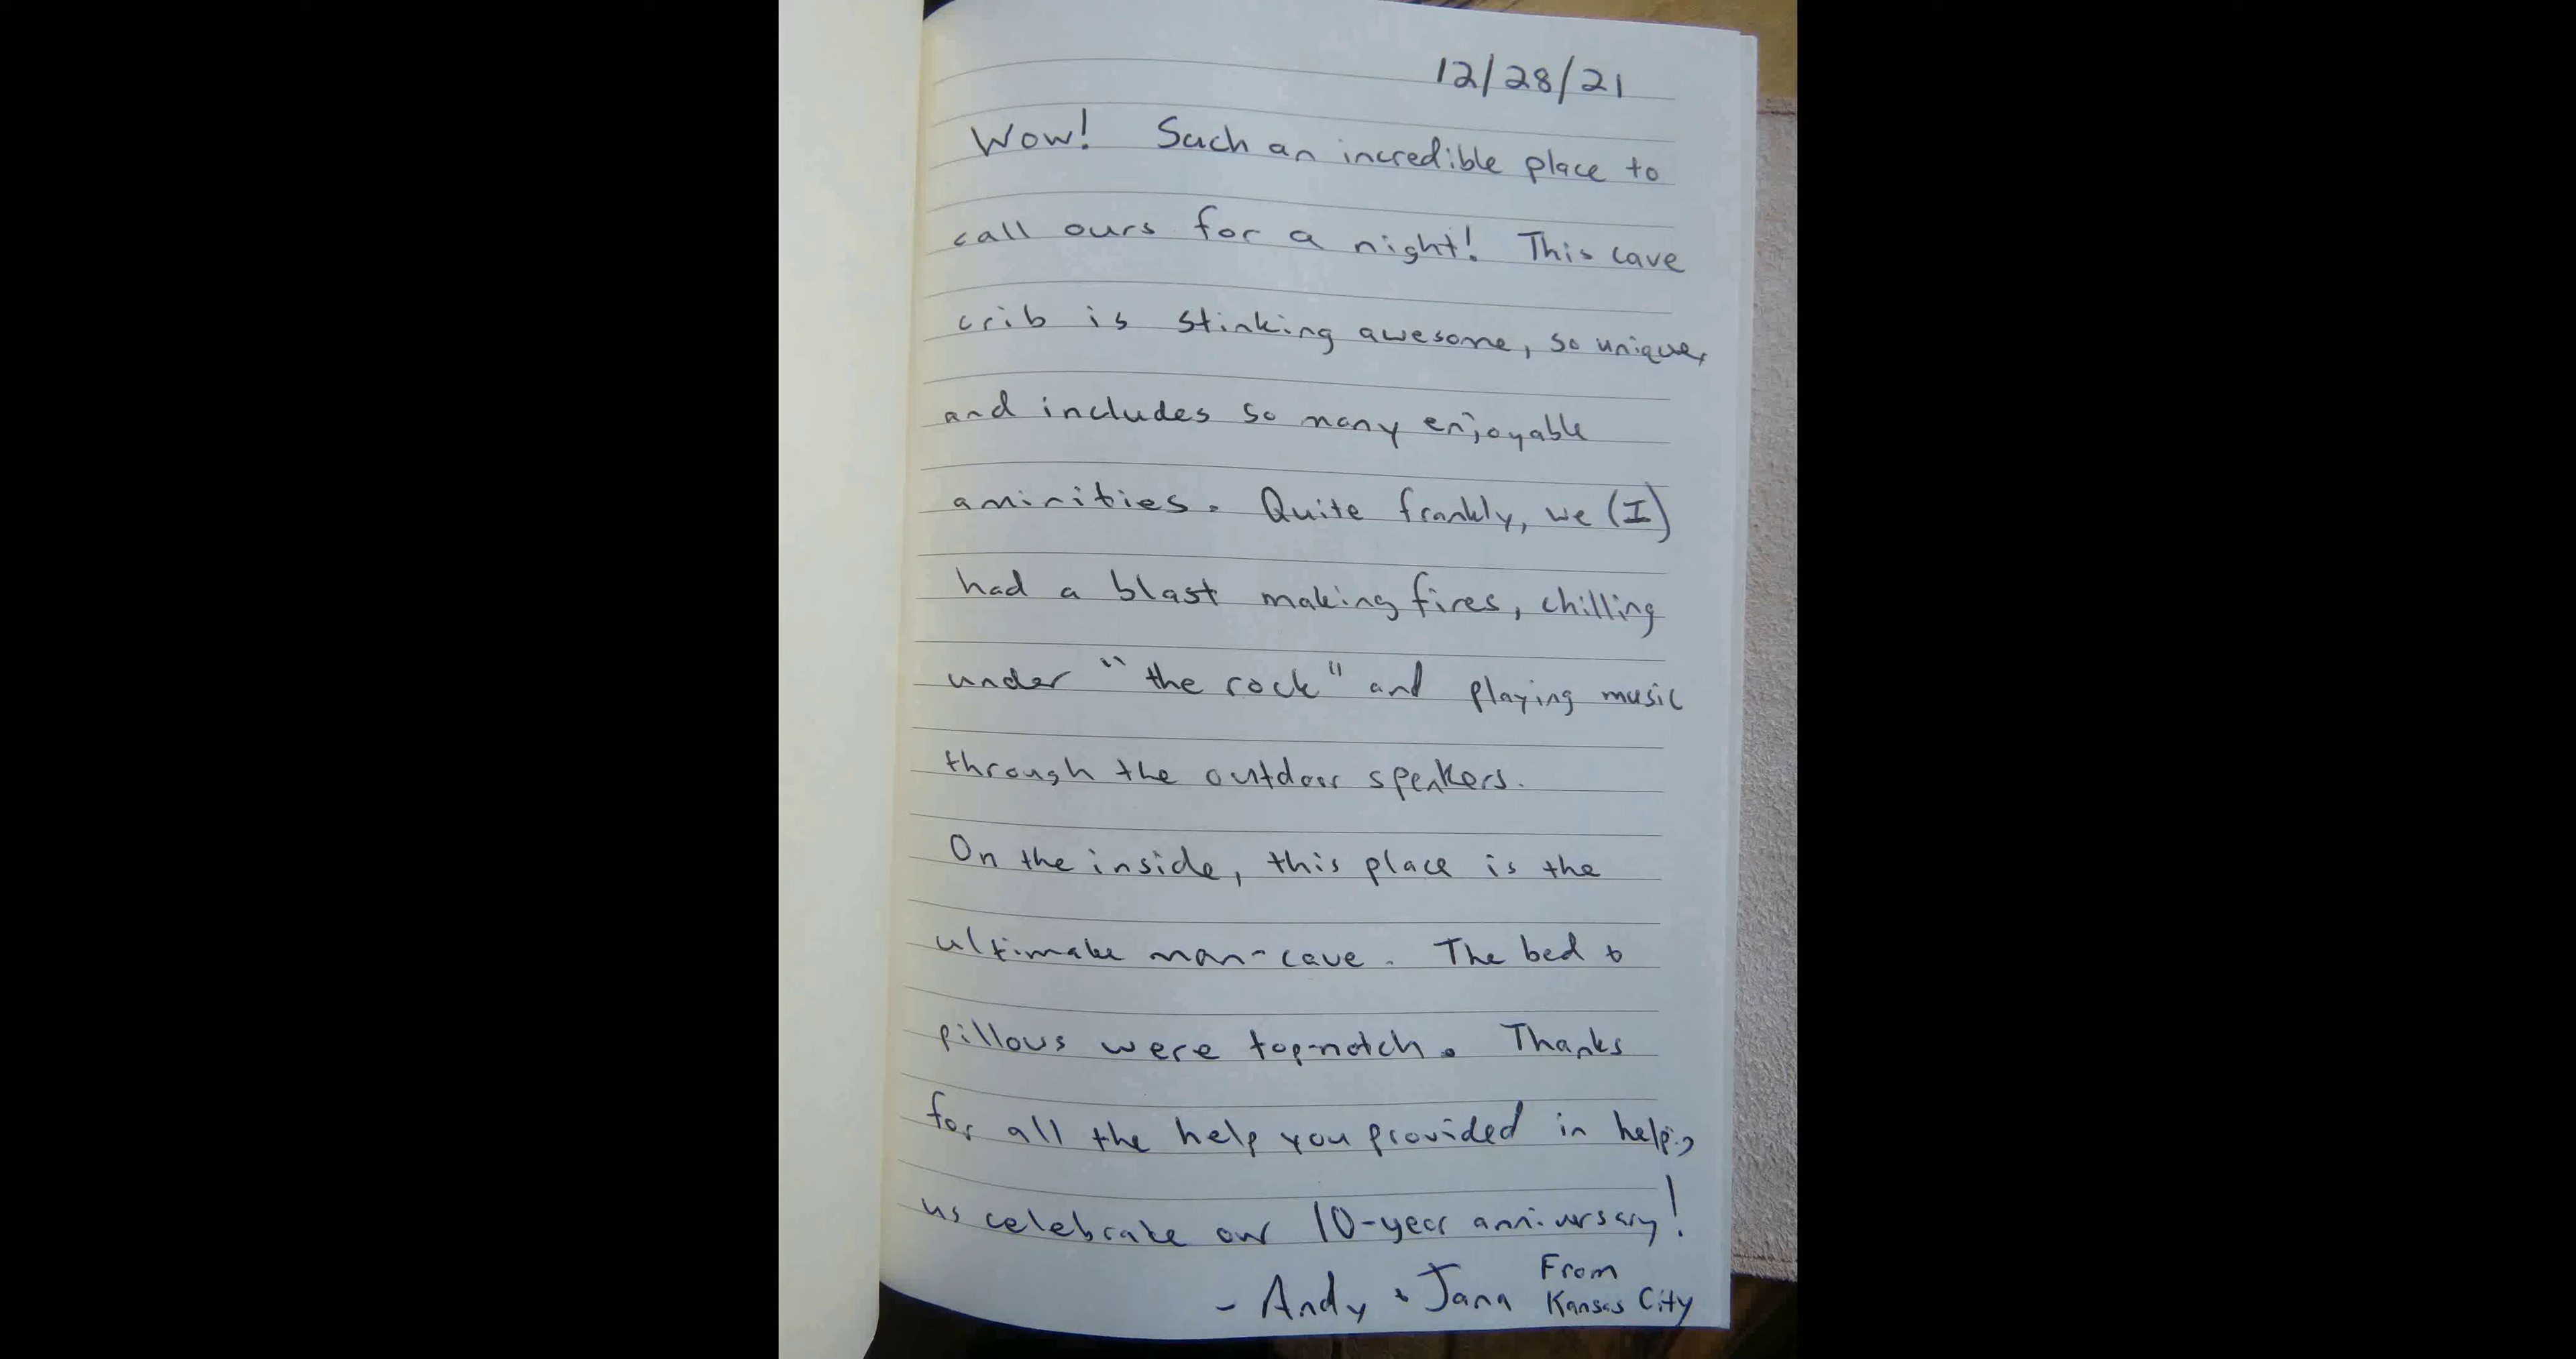 12/28/21
Wow! Such an incredible place to
call ours for a night! This cave
crib is stinking awesome, so unique,
and includes so many enjoyable
aminities. Quite frankly, we (I)
had a blast making fires, chilling
under "the rock" and playing music
through the outdoor speakers.
On the inside, this place is the
ultimate man-cave. The bed &
pillows were top-notch. Thanks
for all the help you provided in helping
us celebrate our 10-year anniversary!
- Andy & Jana From
Kansas City